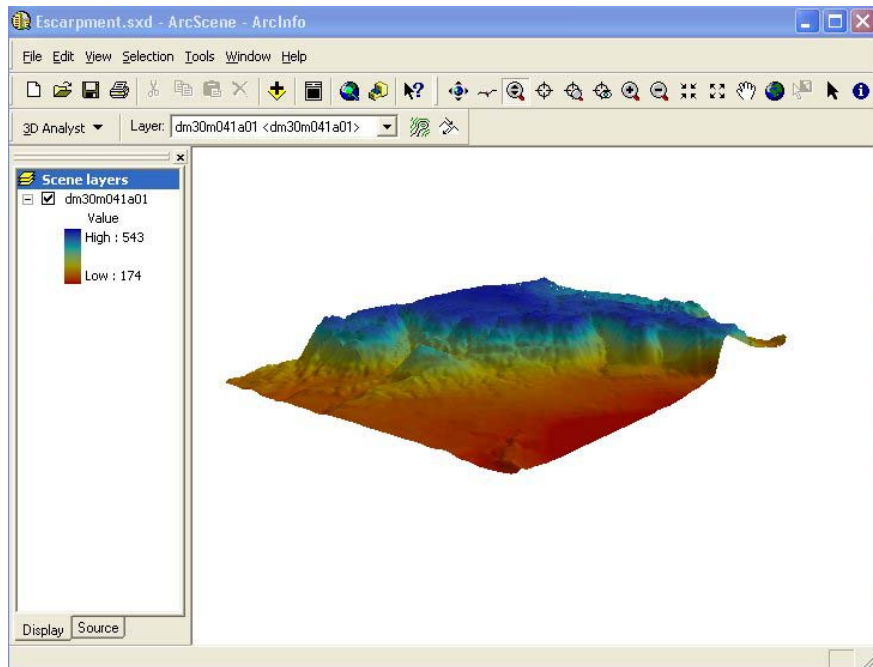 Escarpment.sxd - ArcScene - ArcInfo
File Edit View Selection Tools Window Help
3D Analyst Layer: dm30m041a01 <dm30m041a01>
Scene layers
dm30m041a01
Value
High : 543
Low : 174
Display Source